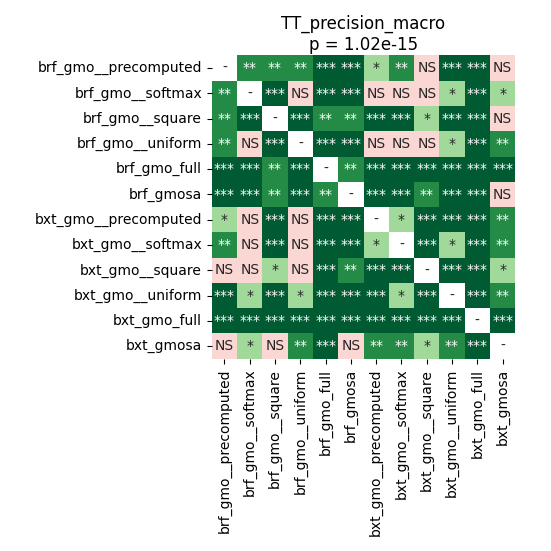 TT_precision_macro
p = 1.02e-15
brf_gmo__precomputed - ** ** ** *** *** * ** NS *** *** NS
brf_gmo__softmax ** - *** NS *** *** NS NS NS * *** *
brf_gmo__square ** *** - *** ** ** *** *** * *** *** NS
brf_gmo__uniform ** NS *** - *** *** NS NS NS * *** **
brf_gmo_full *** *** ** *** - ** *** *** *** *** *** ***
brf_gmosa *** *** ** *** ** - *** *** ** *** *** NS
bxt_gmo__precomputed * NS *** NS *** *** - * *** *** *** **
bxt_gmo__softmax ** NS *** NS *** *** * - *** * *** **
bxt_gmo__square NS NS * NS *** ** *** *** - *** *** *
bxt_gmo__uniform *** * *** * *** *** *** * *** - *** **
bxt_gmo_full *** *** *** *** *** *** *** *** *** *** - ***
bxt_gmosa NS * NS ** *** NS ** ** * ** *** -
brf_gmo__precomputed
brf_gmo__softmax
brf_gmo__square
brf_gmo__uniform
brf_gmo_full
brf_gmosa
bxt_gmo__precomputed
bxt_gmo__softmax
bxt_gmo__square
bxt_gmo__uniform
bxt_gmo_full
bxt_gmosa